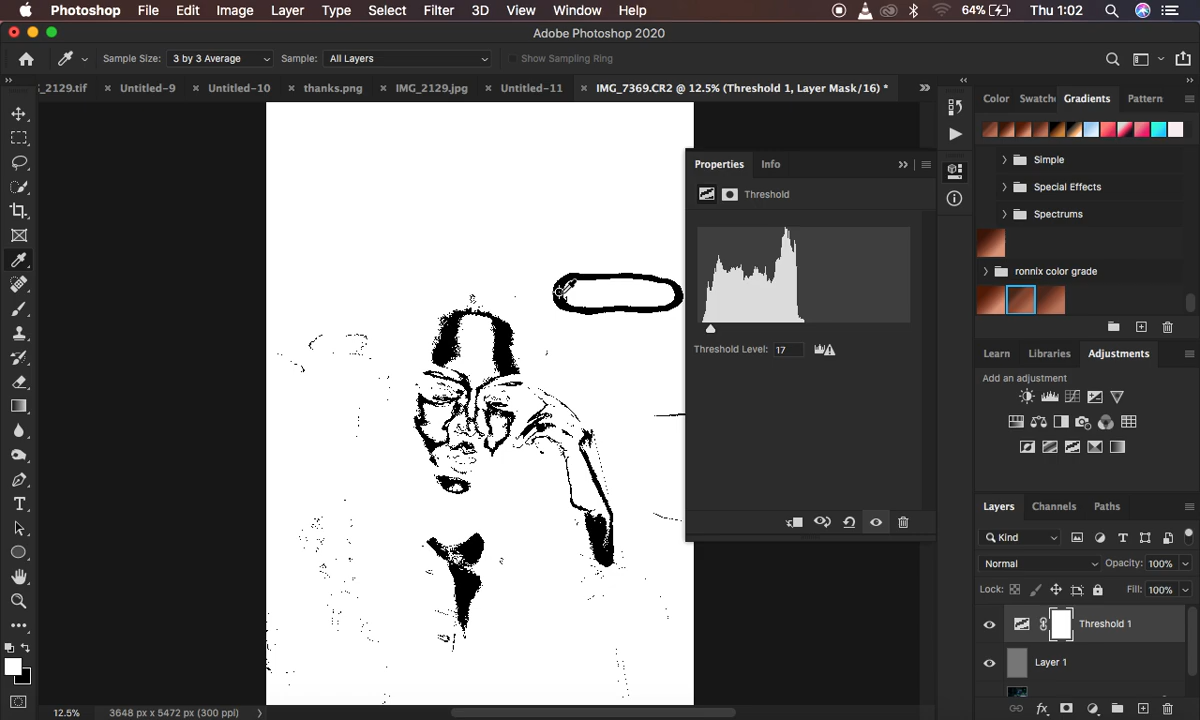 Photoshop File Edit Image Layer Type Select Filter 3D View Window Help 64% Thu 1:02
Adobe Photoshop 2020
Sample Size: 3 by 3 Average Sample: All Layers Show Sampling Ring
G_2129.tif Untitled-9 Untitled-10 thanks.png IMG_2129.jpg Untitled-11 IMG_7369.CR2 @ 12.5% (Threshold 1, Layer Mask/16) *
Color Swatche Gradients Pattern
Simple
Special Effects
Spectrums
ronnix color grade
Properties Info
Threshold
Threshold Level: 17
Learn Libraries Adjustments
Add an adjustment
Layers Channels Paths
Kind
Normal Opacity: 100%
Lock: Fill: 100%
Threshold 1
Layer 1
12.5% 3648 px x 5472 px (300 ppi)